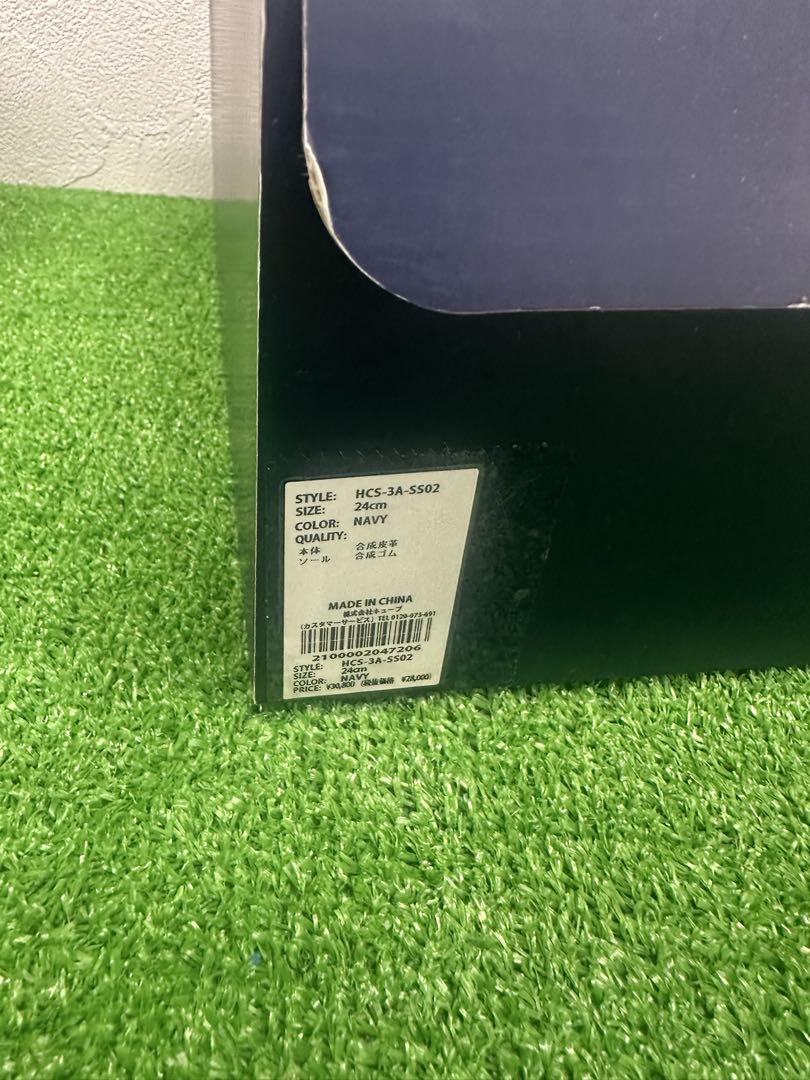 STYLE: HCS-3A-SS02
SIZE: 24cm
COLOR: NAVY
QUALITY:
本体 合成皮革
ソール 合成ゴム
MADE IN CHINA
株式会社キューブ
(カスタマーサービス) TEL 0120-973-691
2100002047206
STYLE: HCS-3A-SS02
SIZE: 24cm
COLOR: NAVY
PRICE: ¥30,800 (税抜価格 ¥28,000)